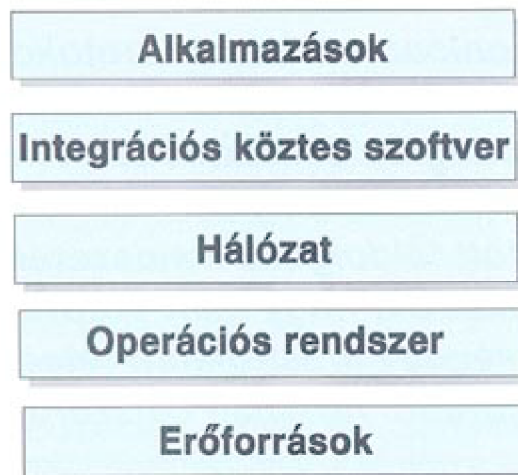 Alkalmazások
Integrációs köztes szoftver
Hálózat
Operációs rendszer
Erőforrások